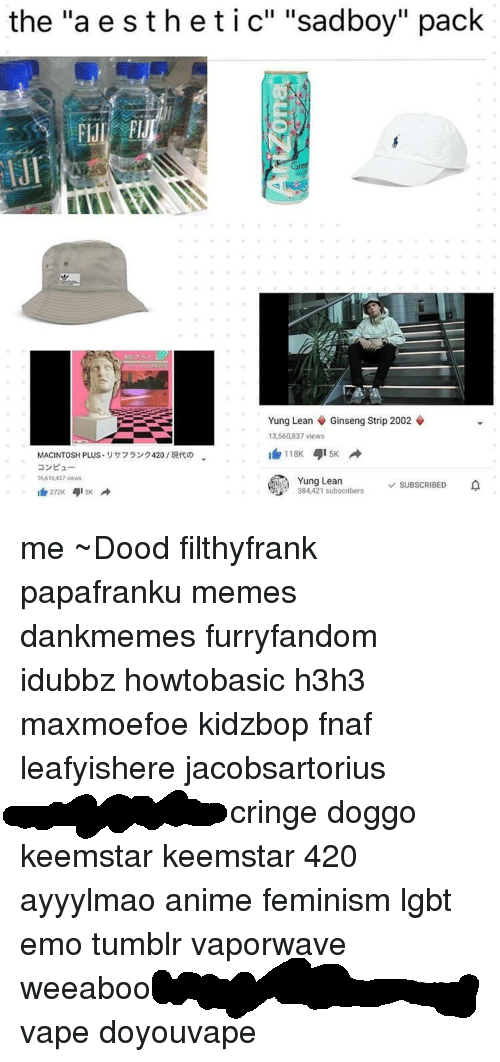 the "a e s t h e t i c" "sadboy" pack
FIJI
FIJI
FIJI
AriZona
Green
MACINTOSH PLUS - リサフランク420 / 現代のコンピュー
16,616,437 views
272K 5K
Yung Lean ♦ Ginseng Strip 2002 ♦
13,560,837 views
118K 5K
Yung Lean
384,421 subscribers
✓ SUBSCRIBED
me ~Dood filthyfrank
papafranku memes
dankmemes furryfandom
idubbz howtobasic h3h3
maxmoefoe kidzbop fnaf
leafyishere jacobsartorius
cringe doggo
keemstar keemstar 420
ayyylmao anime feminism lgbt
emo tumblr vaporwave
weeaboo
vape doyouvape